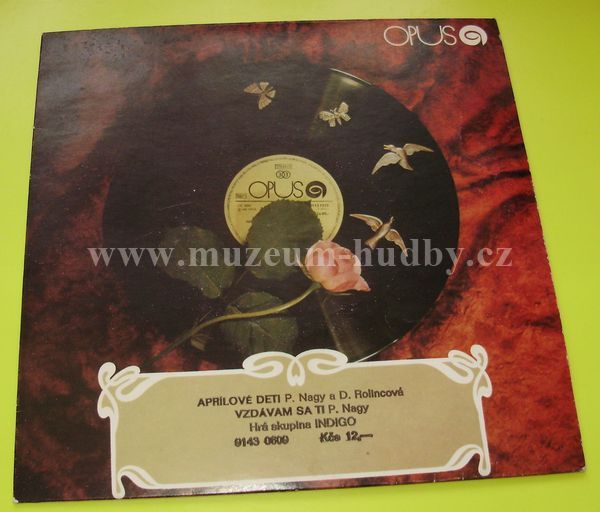 OPUS
OPUS
www.muzeum-hudby.cz
APRÍLOVÉ DETI P. Nagy a D. Rolincová
VZDÁVAM SA TI P. Nagy
Hrá skupina INDIGO
9143 0609 Kčs 12,—